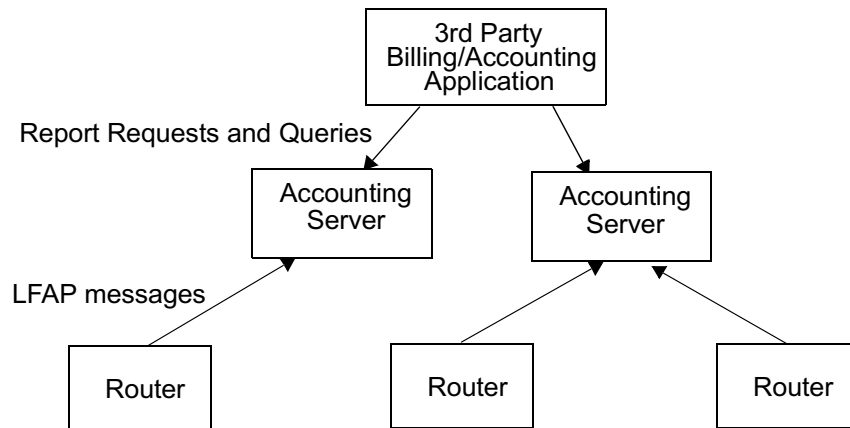 3rd Party
Billing/Accounting
Application
Report Requests and Queries
Accounting
Server
Accounting
Server
LFAP messages
Router
Router
Router